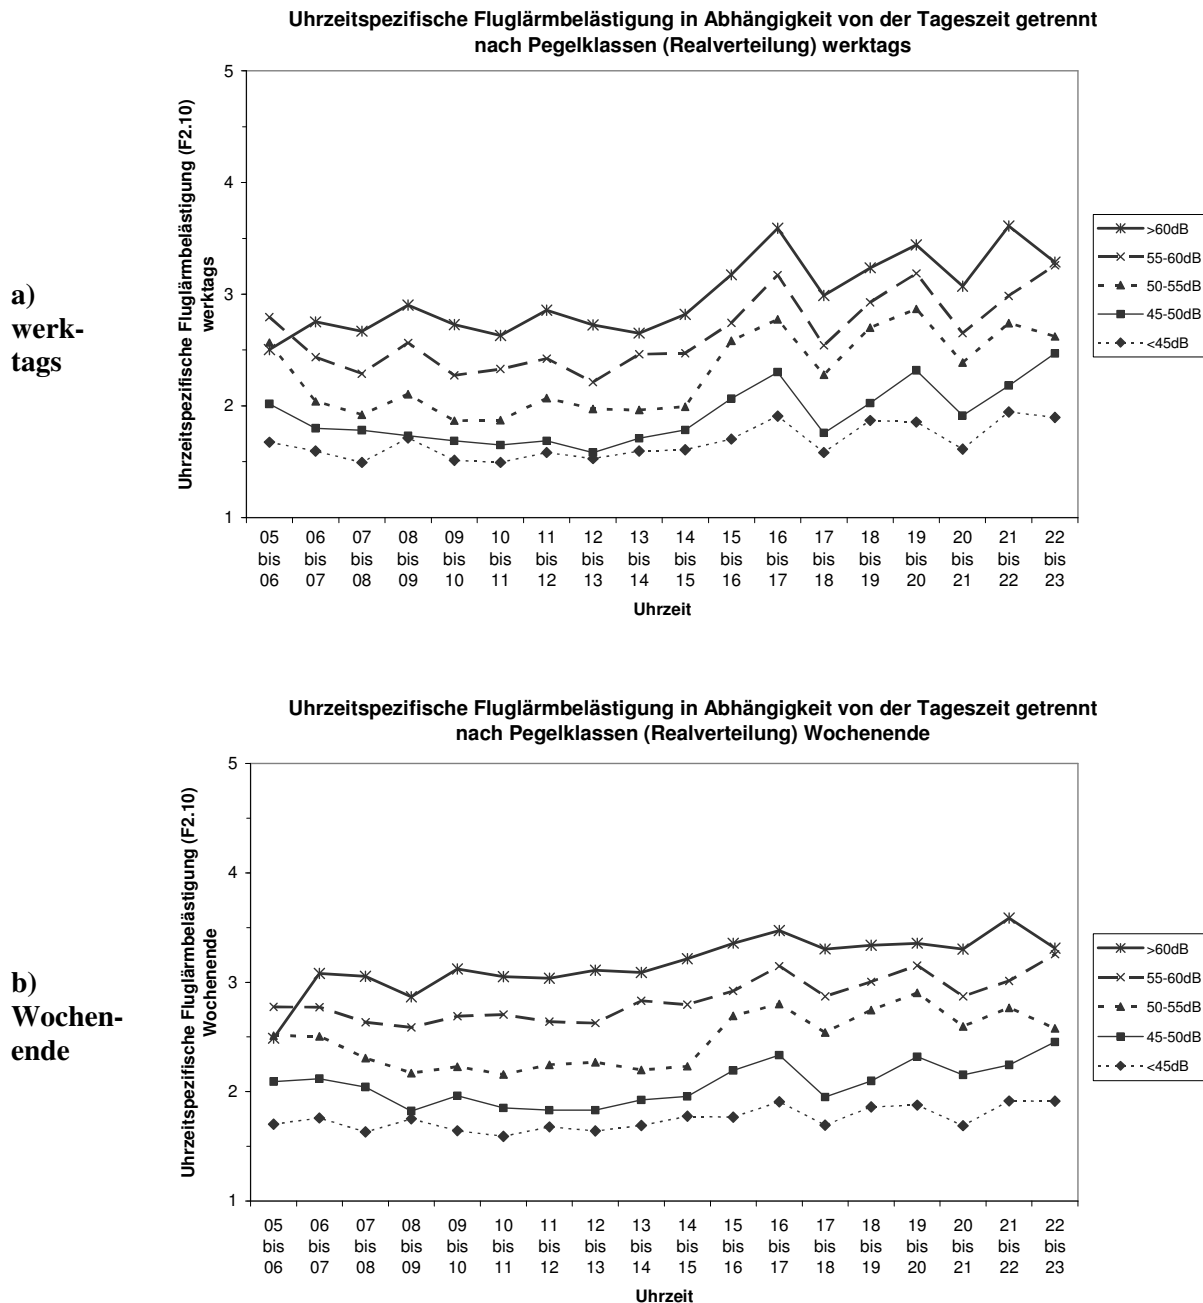 Uhrzeitspezifische Fluglärmbelästigung in Abhängigkeit von der Tageszeit getrennt
nach Pegelklassen (Realverteilung) werktags
a)
werk-
tags
Uhrzeitspezifische Fluglärmbelästigung (F2.10)
werktags
5
4
3
2
1
05 06 07 08 09 10 11 12 13 14 15 16 17 18 19 20 21 22
bis bis bis bis bis bis bis bis bis bis bis bis bis bis bis bis bis bis
06 07 08 09 10 11 12 13 14 15 16 17 18 19 20 21 22 23
Uhrzeit
>60dB
55-60dB
50-55dB
45-50dB
<45dB
Uhrzeitspezifische Fluglärmbelästigung in Abhängigkeit von der Tageszeit getrennt
nach Pegelklassen (Realverteilung) Wochenende
b)
Wochen-
ende
Uhrzeitspezifische Fluglärmbelästigung (F2.10)
Wochenende
5
4
3
2
1
05 06 07 08 09 10 11 12 13 14 15 16 17 18 19 20 21 22
bis bis bis bis bis bis bis bis bis bis bis bis bis bis bis bis bis bis
06 07 08 09 10 11 12 13 14 15 16 17 18 19 20 21 22 23
Uhrzeit
>60dB
55-60dB
50-55dB
45-50dB
<45dB